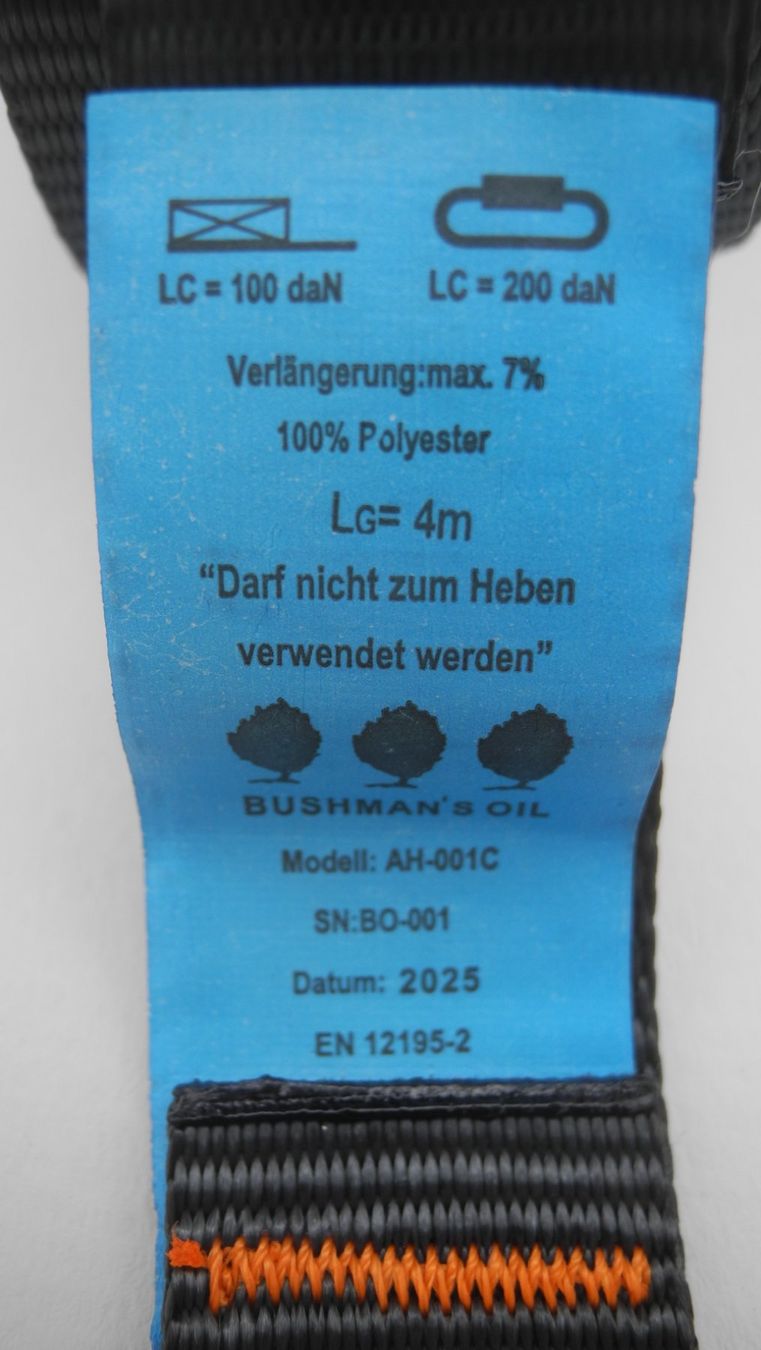 LC = 100 daN LC = 200 daN
Verlängerung:max. 7%
100% Polyester
LG= 4m
“Darf nicht zum Heben
verwendet werden”
BUSHMAN'S OIL
Modell: AH-001C
SN:BO-001
Datum: 2025
EN 12195-2